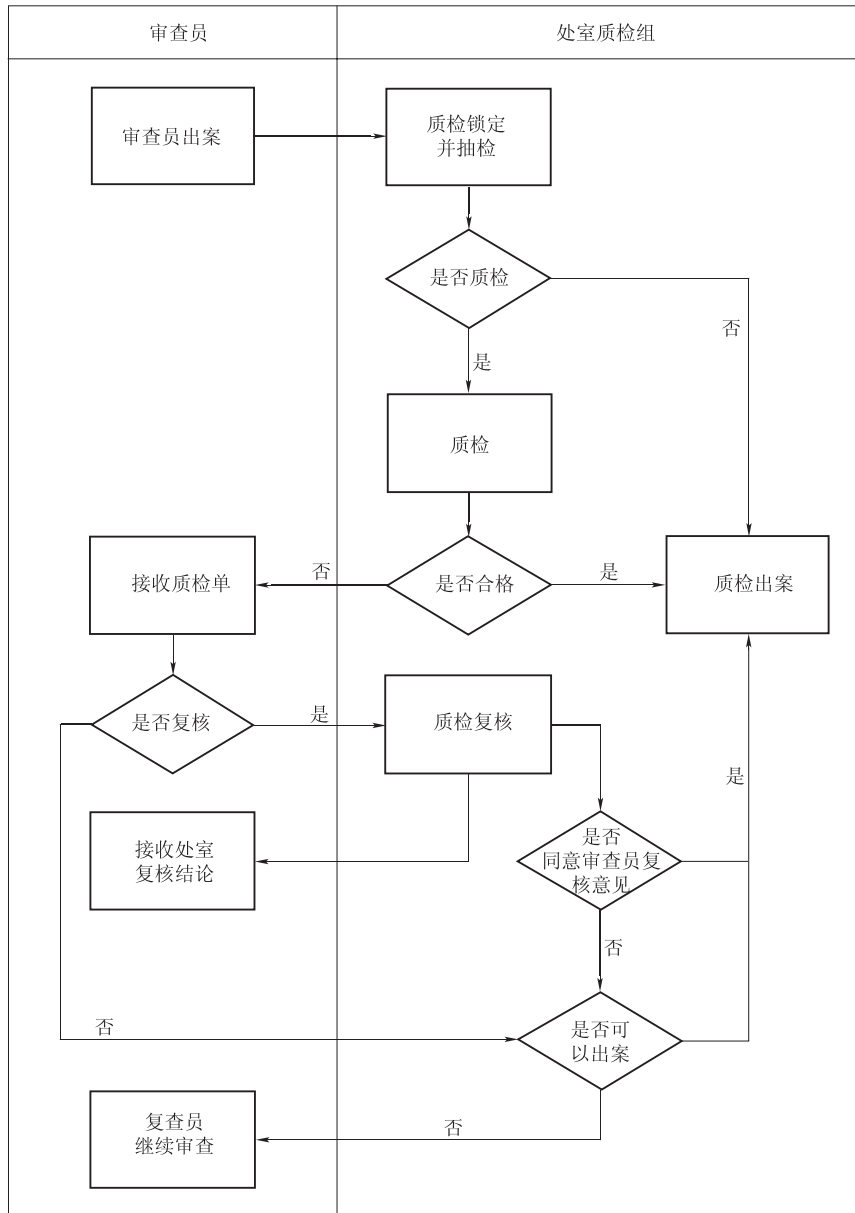 审查员
处室质检组
审查员出案
质检锁定
并抽检
是否质检
否
是
质检
接收质检单
否
是否合格
是
质检出案
是否复核
是
质检复核
是
接收处室
复核结论
是否
同意审查员复
核意见
否
否
是否可
以出案
复查员
继续审查
否